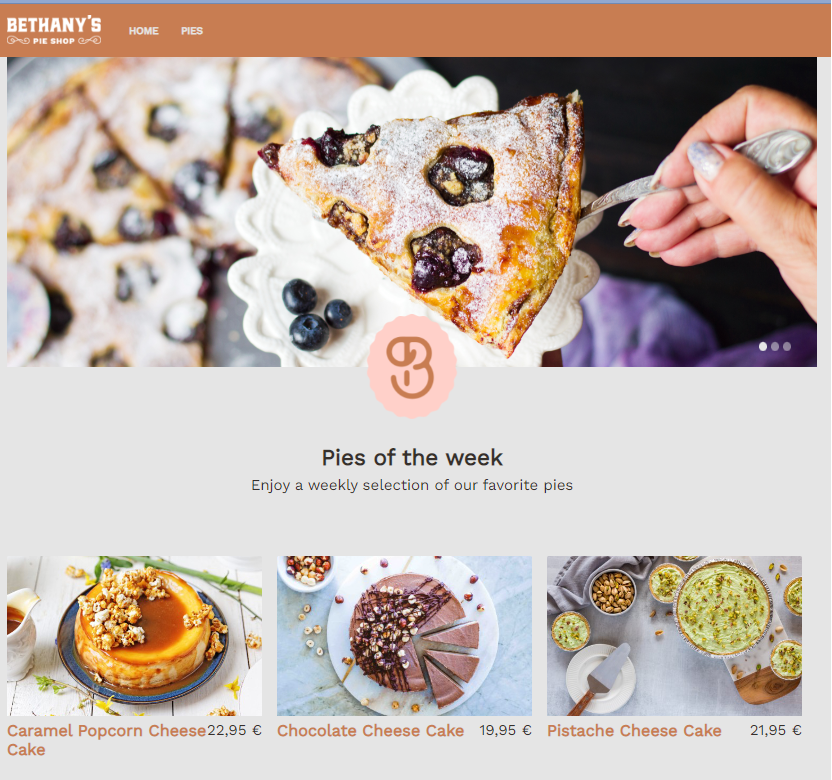 BETHANY'S
PIE SHOP
HOME PIES
B
Pies of the week
Enjoy a weekly selection of our favorite pies
Caramel Popcorn Cheese 22,95 €
Cake
Chocolate Cheese Cake 19,95 €
Pistache Cheese Cake 21,95 €